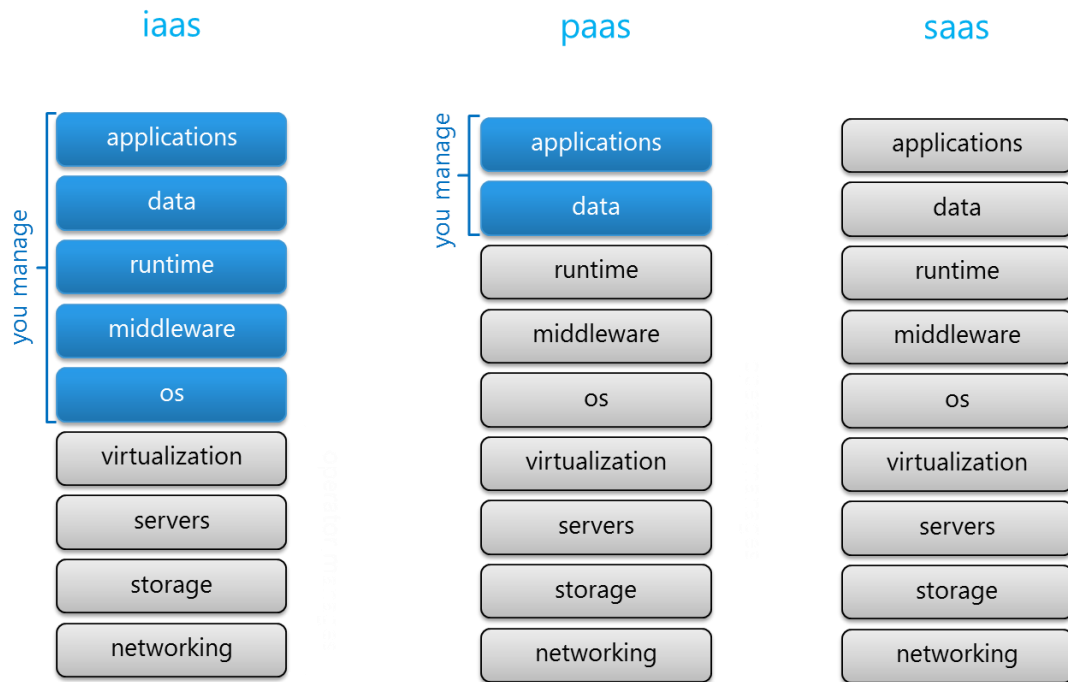 iaas
paas
saas
you manage
applications
data
runtime
middleware
os
virtualization
servers
storage
networking
you manage
applications
data
runtime
middleware
os
virtualization
servers
storage
networking
applications
data
runtime
middleware
os
virtualization
servers
storage
networking